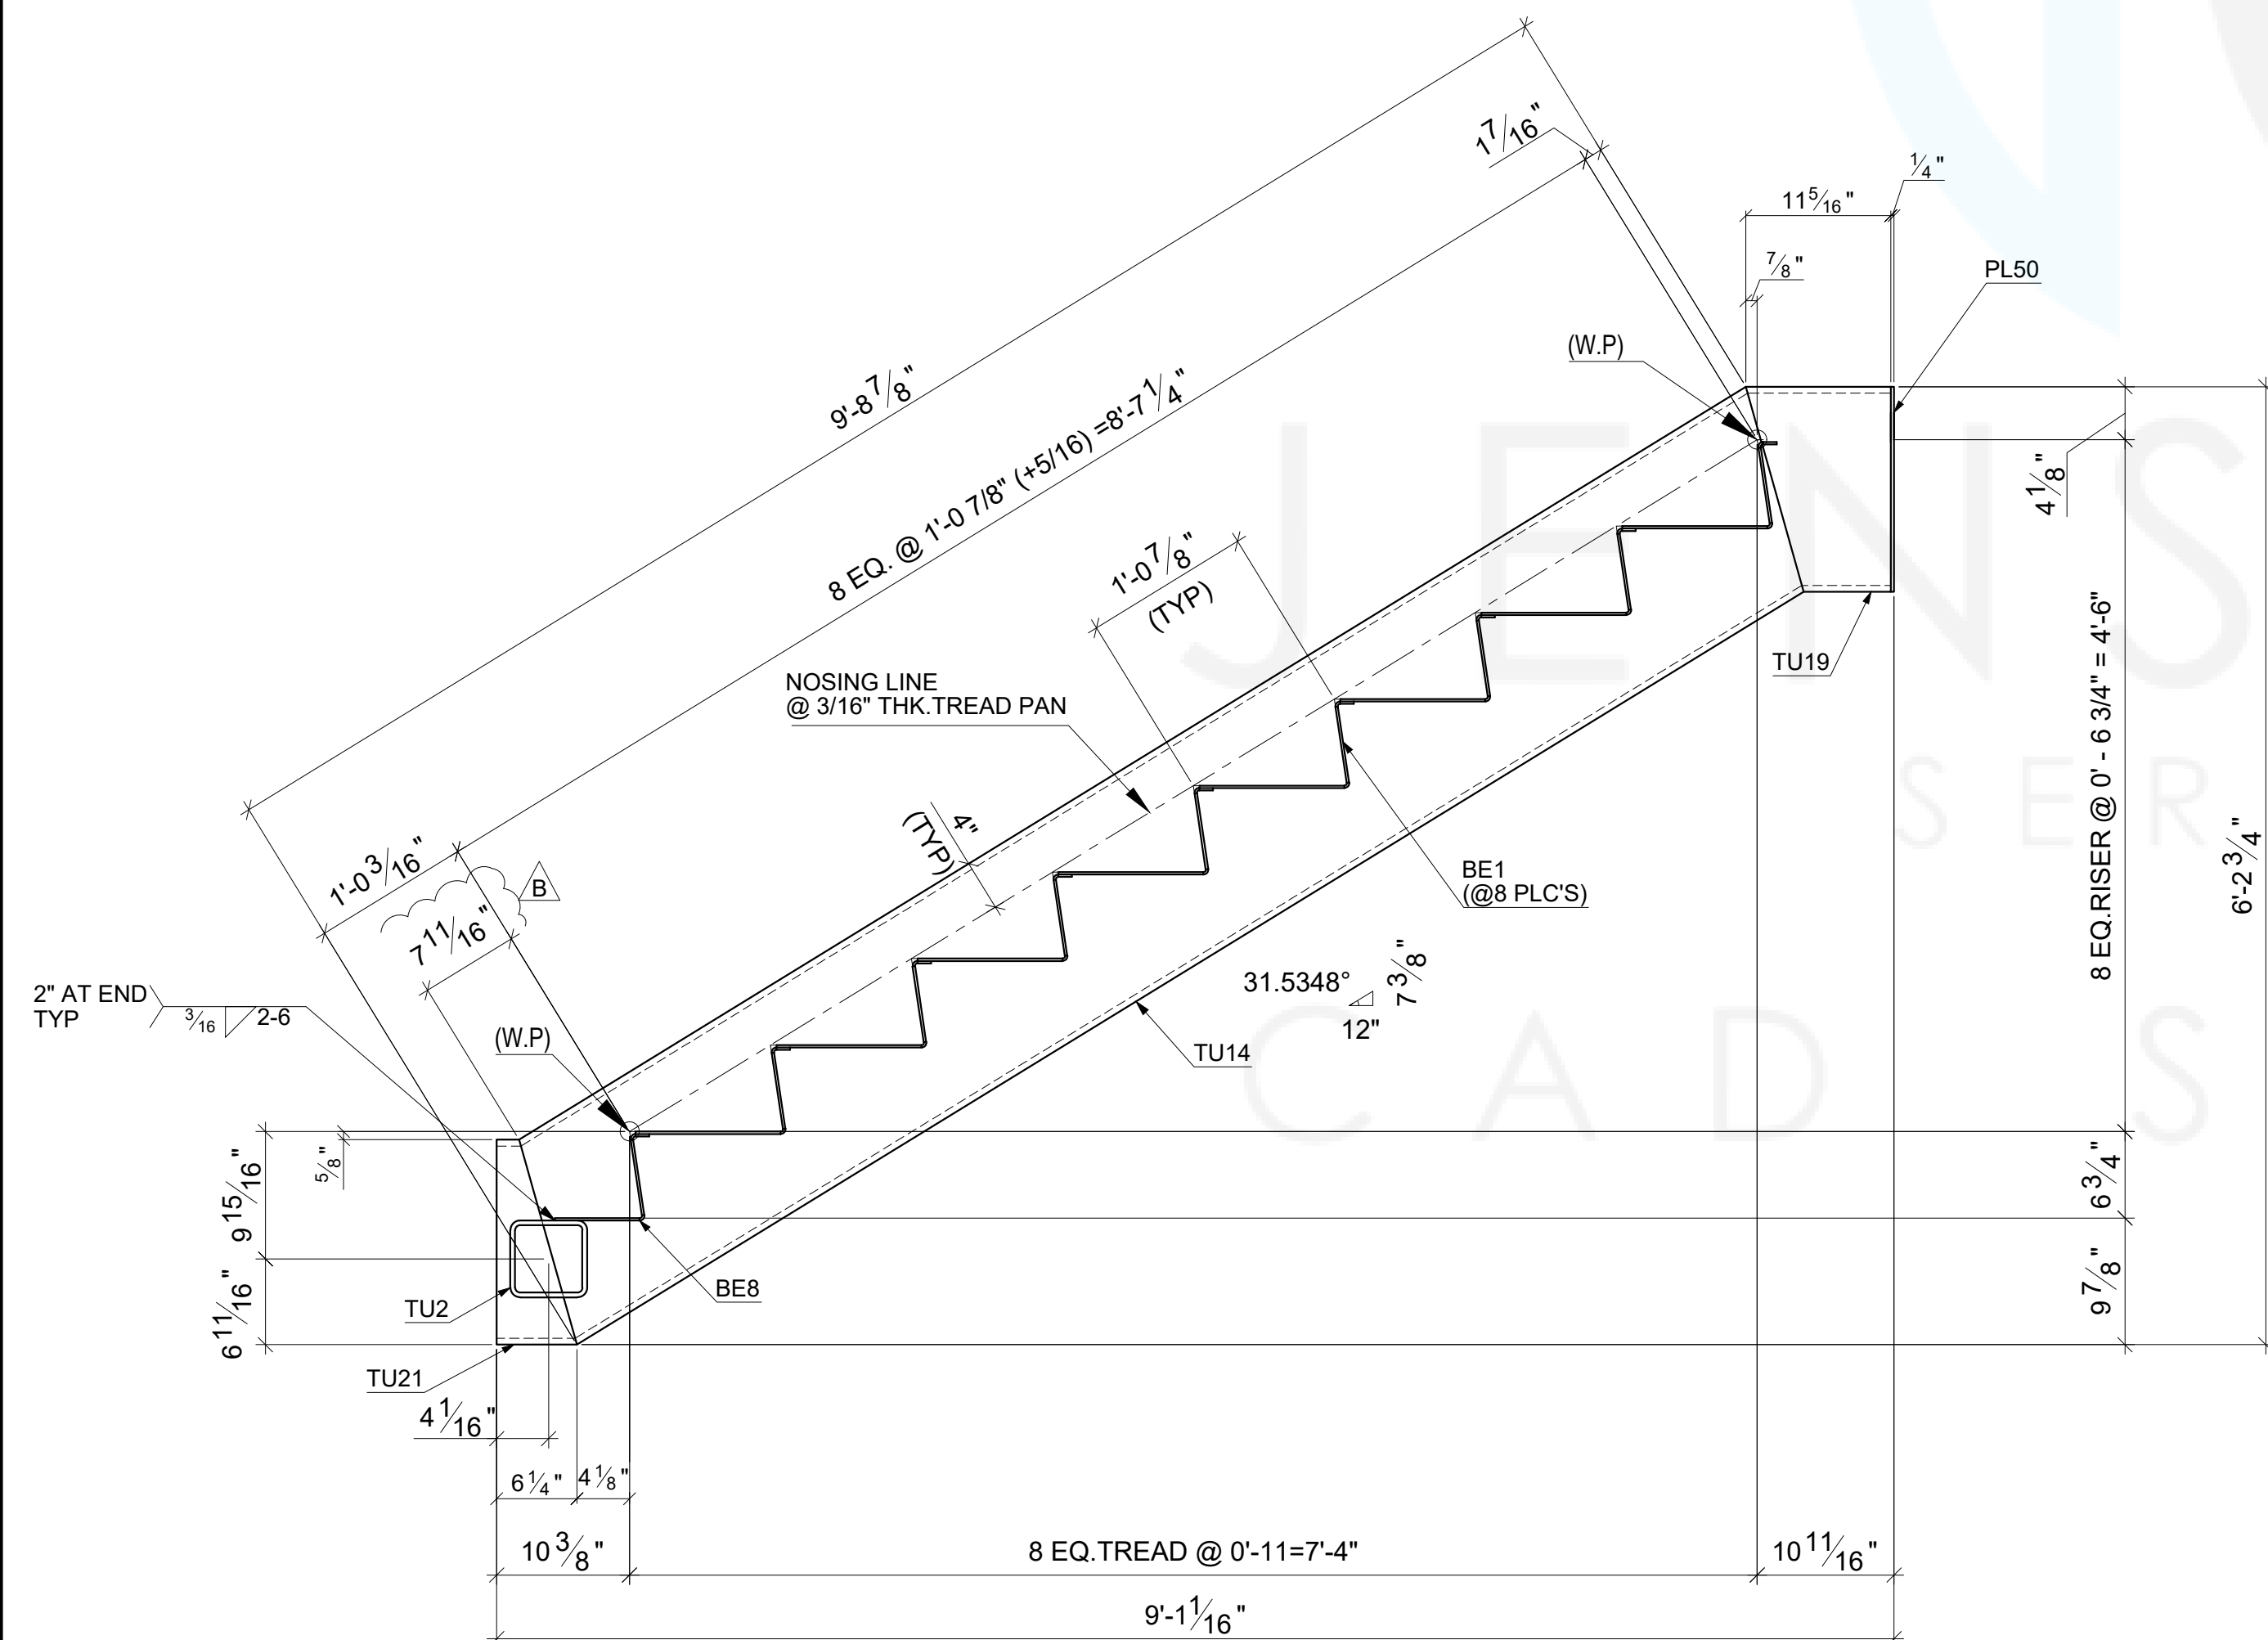 1 7/16"
1/4"
11 5/16"
7/8"
PL50
(W.P)
9'-8 7/8"
8 EQ. @ 1'-0 7/8" (+5/16) =8'-7 1/4"
4 1/8"
1'-0 7/8"
(TYP)
TU19
NOSING LINE
@ 3/16" THK.TREAD PAN
8 EQ.RISER @ 0' - 6 3/4" = 4'-6"
6'-2 3/4"
4"
(TYP)
1'-0 3/16"
B
7 11/16"
BE1
(@8 PLC'S)
31.5348°
7 3/8"
12"
2" AT END
TYP
3/16
2-6
(W.P)
TU14
5/8"
9 15/16"
6 3/4"
6 11/16"
9 7/8"
TU2
BE8
TU21
4 1/16"
6 1/4"
4 1/8"
10 3/8"
8 EQ.TREAD @ 0'-11=7'-4"
10 11/16"
9'-1 1/16"
JENS
SER
CAD S